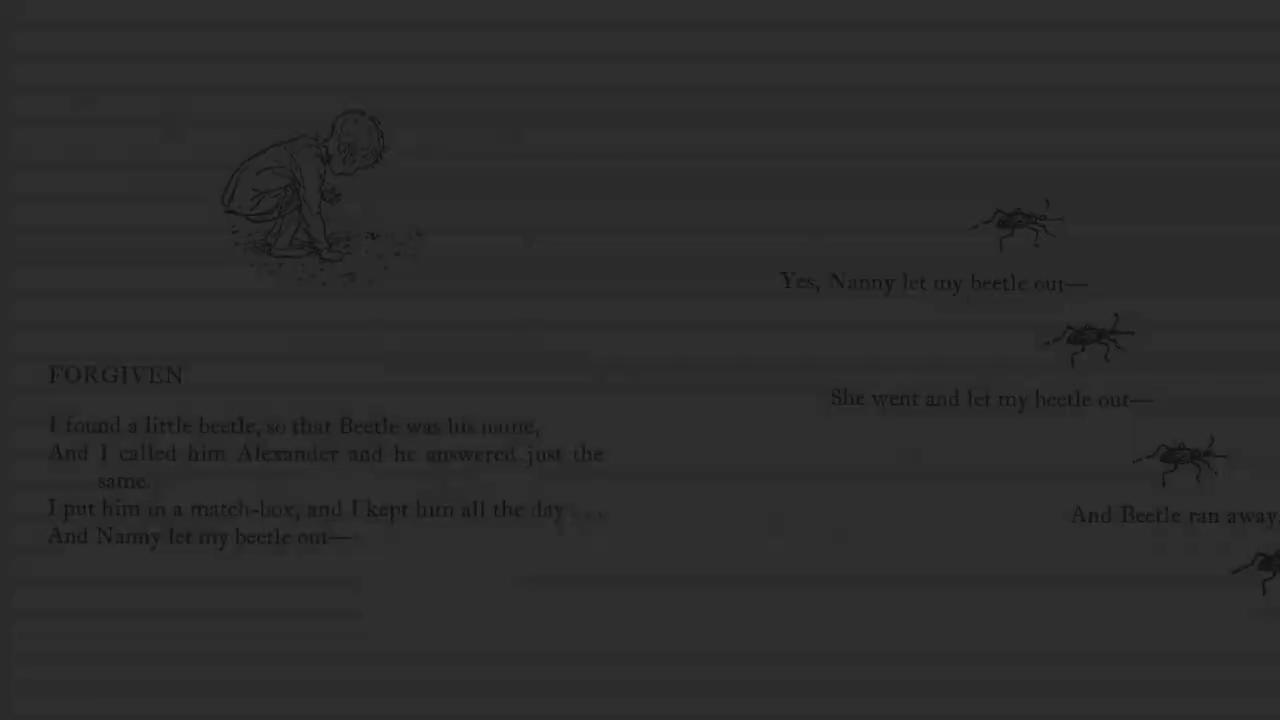 FORGIVEN
I found a little beetle, so that Beetle was his name,
And I called him Alexander and he answered just the
same.
I put him in a match-box, and I kept him all the day . . .
And Nanny let my beetle out—
Yes, Nanny let my beetle out—
She went and let my beetle out—
And Beetle ran away.